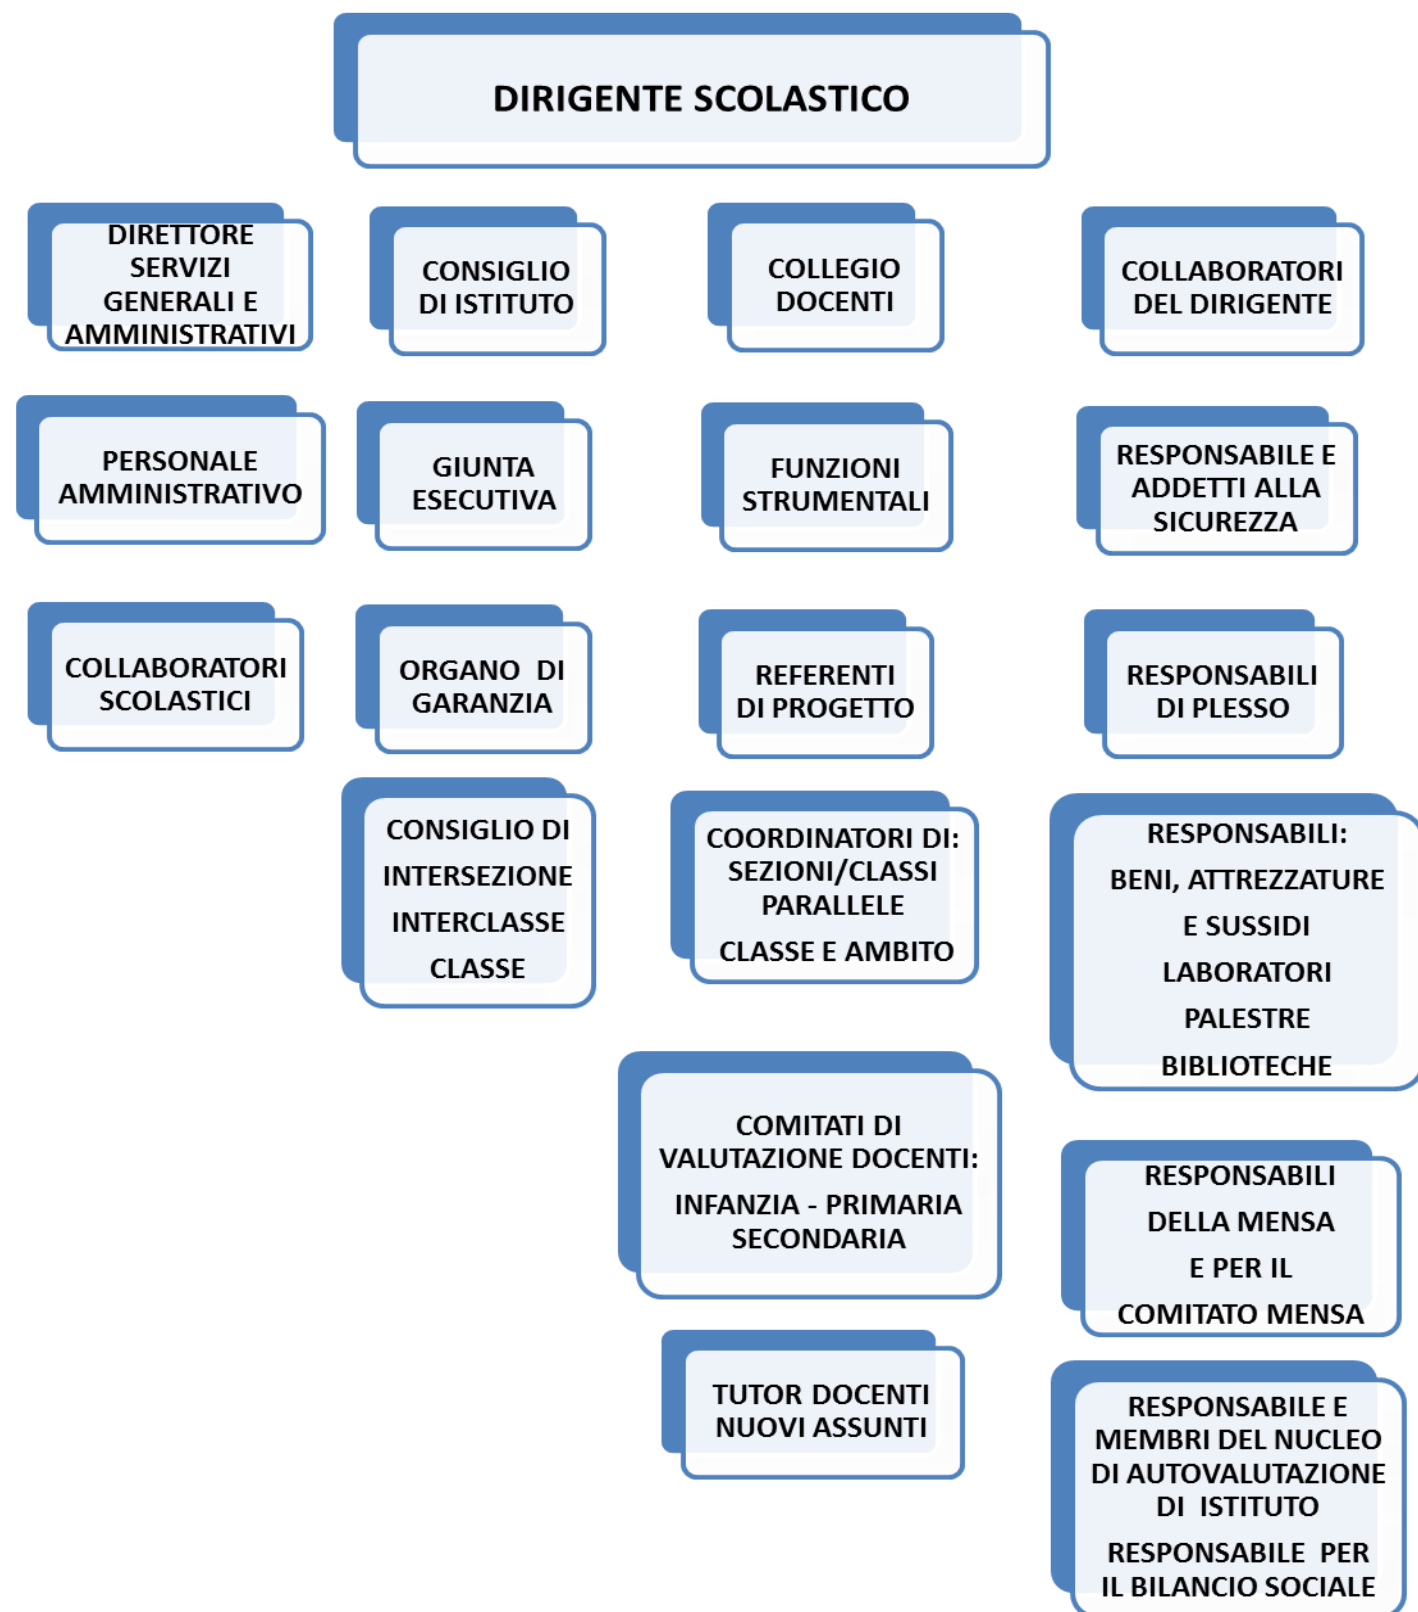 DIRIGENTE SCOLASTICO
DIRETTORE
SERVIZI
GENERALI E
AMMINISTRATIVI
CONSIGLIO
DI ISTITUTO
COLLEGIO
DOCENTI
COLLABORATORI
DEL DIRIGENTE
PERSONALE
AMMINISTRATIVO
GIUNTA
ESECUTIVA
FUNZIONI
STRUMENTALI
RESPONSABILE E
ADDETTI ALLA
SICUREZZA
COLLABORATORI
SCOLASTICI
ORGANO DI
GARANZIA
REFERENTI
DI PROGETTO
RESPONSABILI
DI PLESSO
CONSIGLIO DI
INTERSEZIONE
INTERCLASSE
CLASSE
COORDINATORI DI:
SEZIONI/CLASSI
PARALLELE
CLASSE E AMBITO
RESPONSABILI:
BENI, ATTREZZATURE
E SUSSIDI
LABORATORI
PALESTRE
BIBLIOTECHE
COMITATI DI
VALUTAZIONE DOCENTI:
INFANZIA - PRIMARIA
SECONDARIA
RESPONSABILI
DELLA MENSA
E PER IL
COMITATO MENSA
TUTOR DOCENTI
NUOVI ASSUNTI
RESPONSABILE E
MEMBRI DEL NUCLEO
DI AUTOVALUTAZIONE
DI ISTITUTO
RESPONSABILE PER
IL BILANCIO SOCIALE